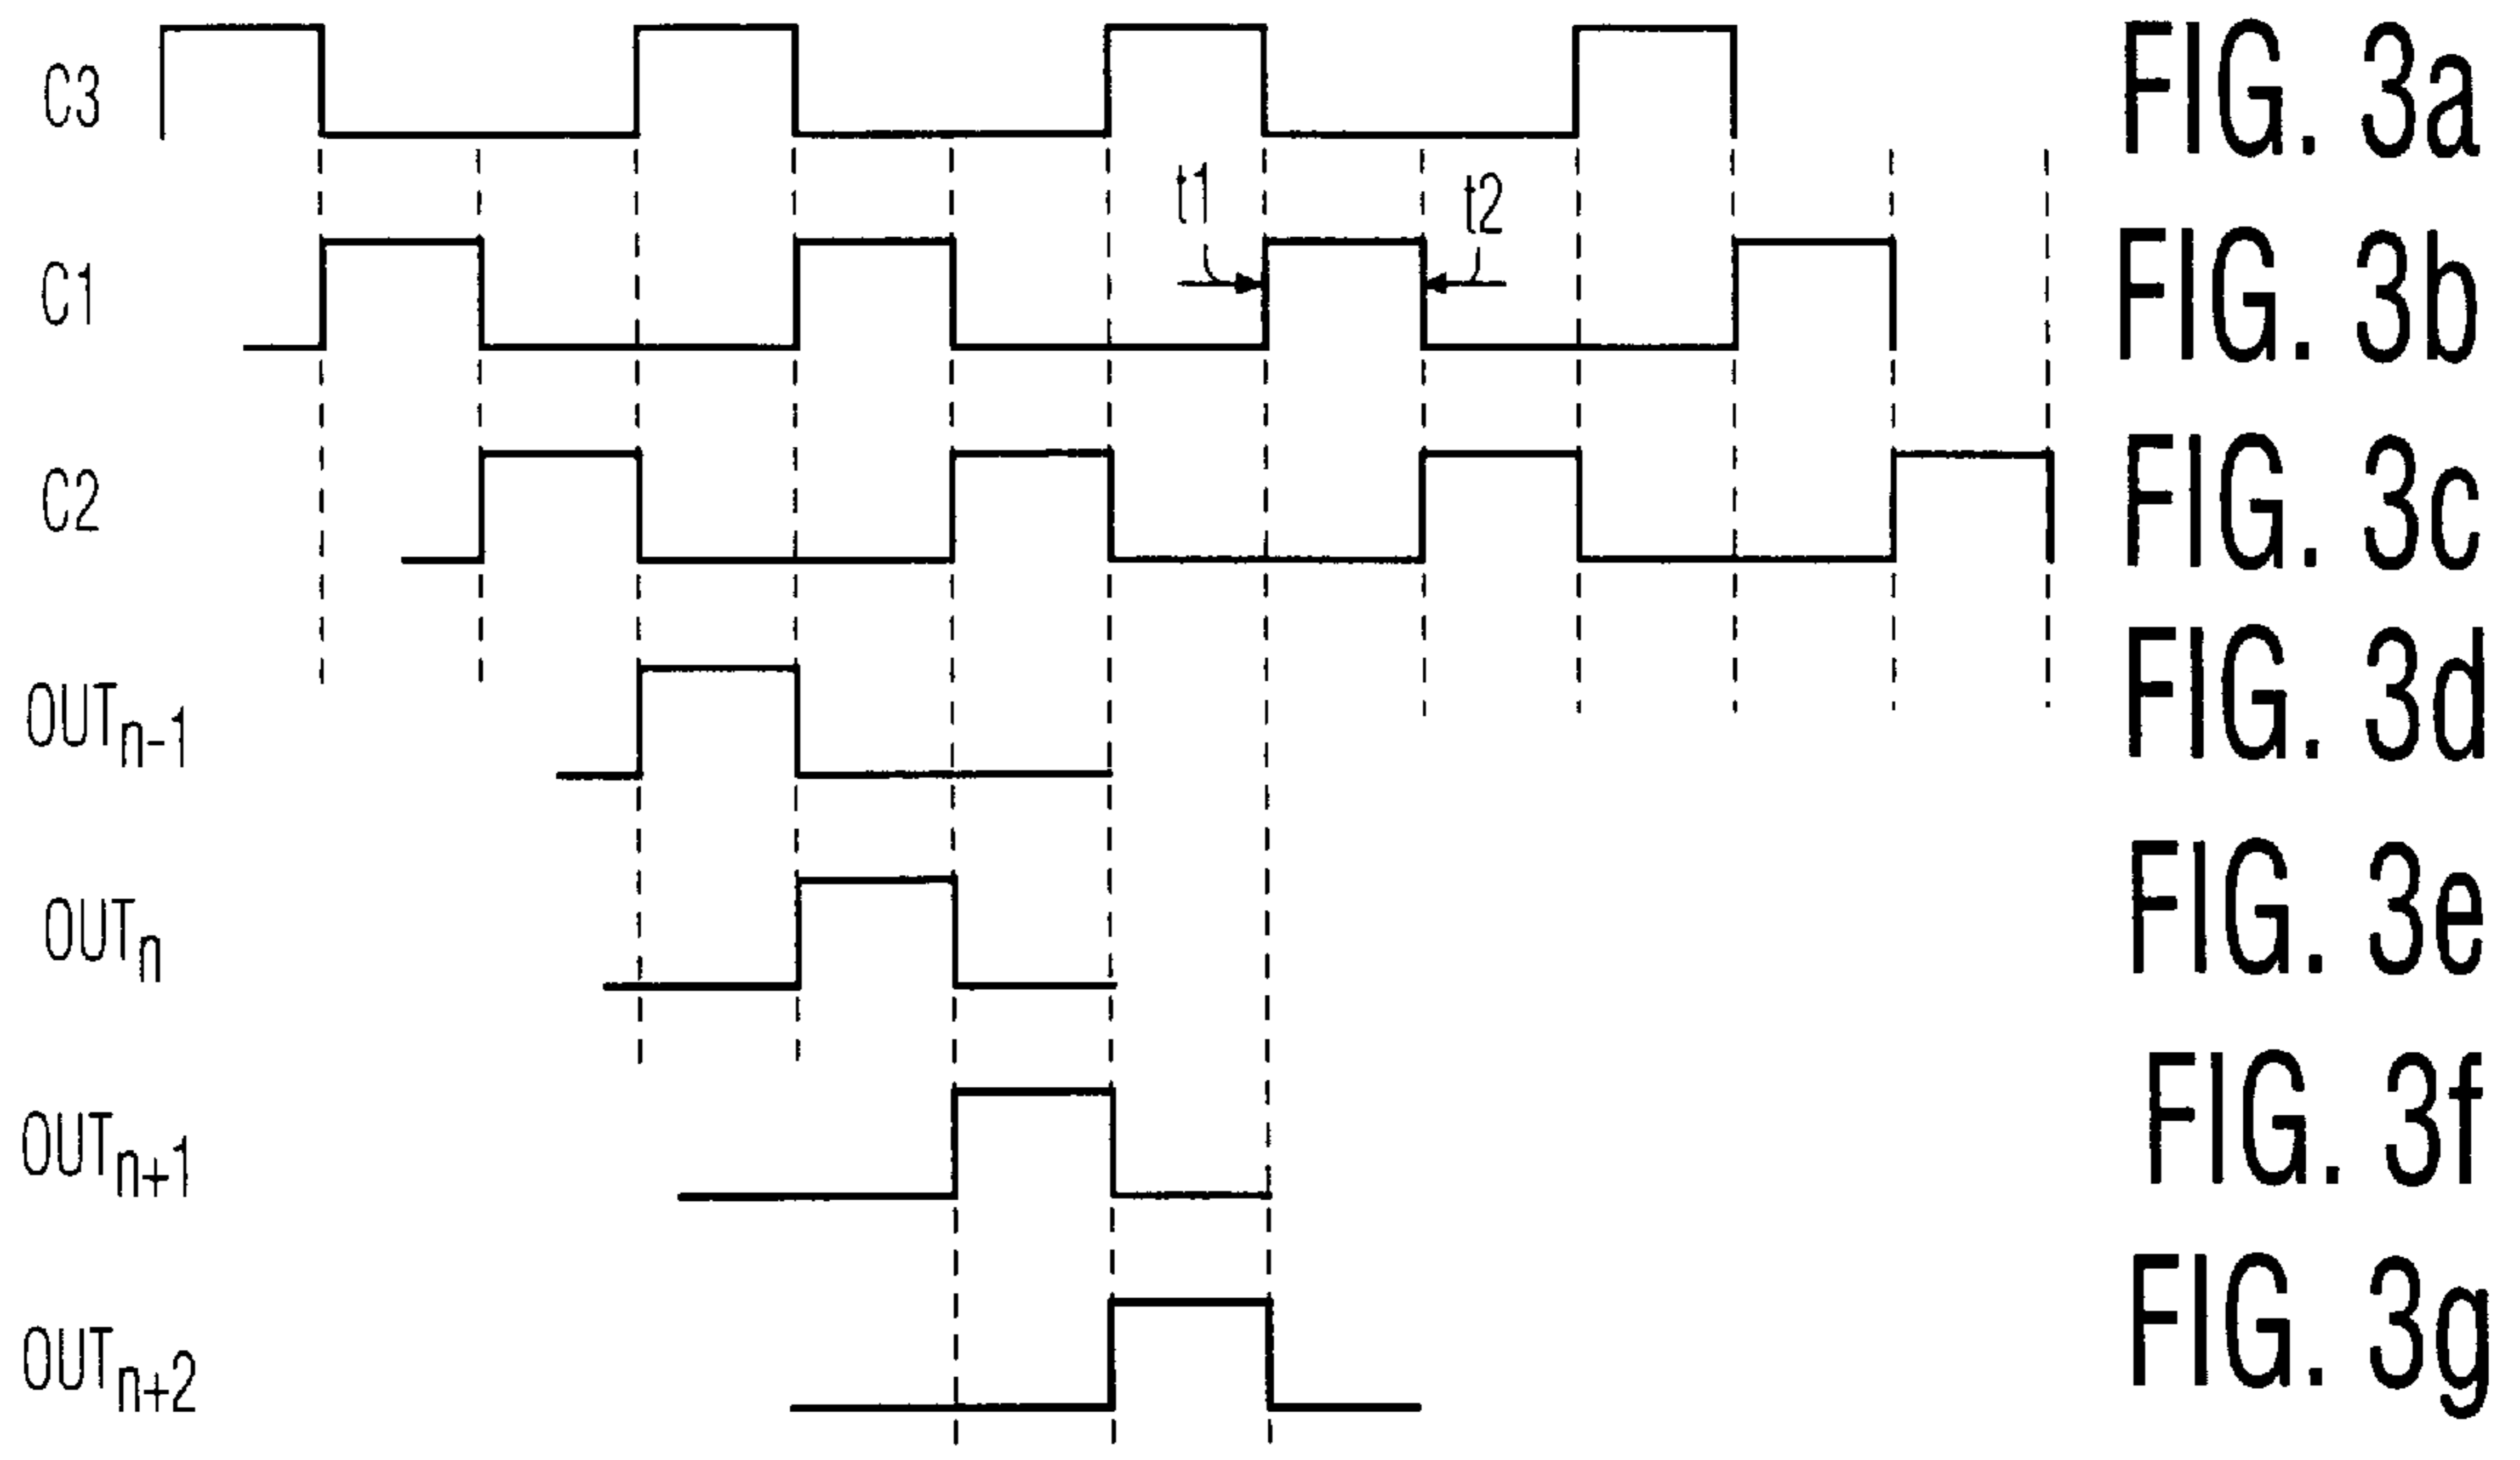 C3 FIG. 3a
t1 t2
C1 FIG. 3b
C2 FIG. 3c
OUTn-1 FIG. 3d
OUTn FIG. 3e
OUTn+1 FIG. 3f
OUTn+2 FIG. 3g